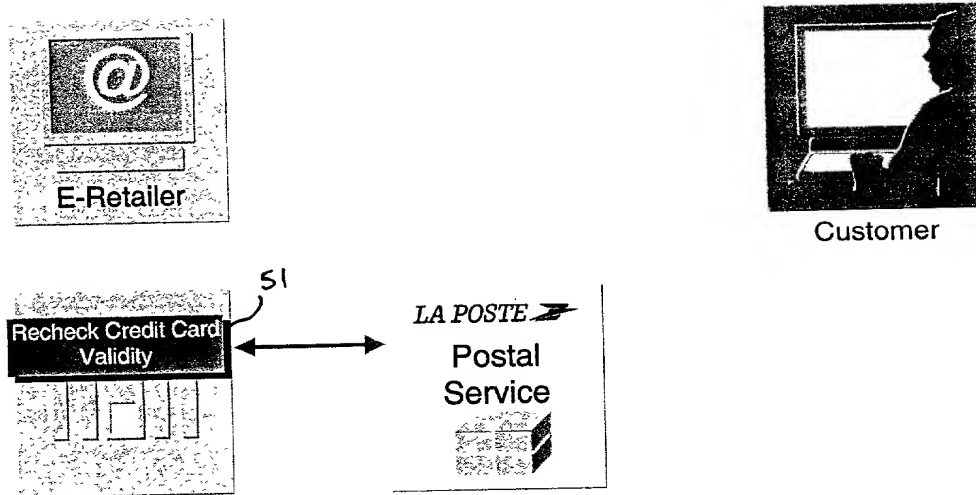 @
E-Retailer
Customer
51
Recheck Credit Card
Validity
LA POSTE
Postal
Service